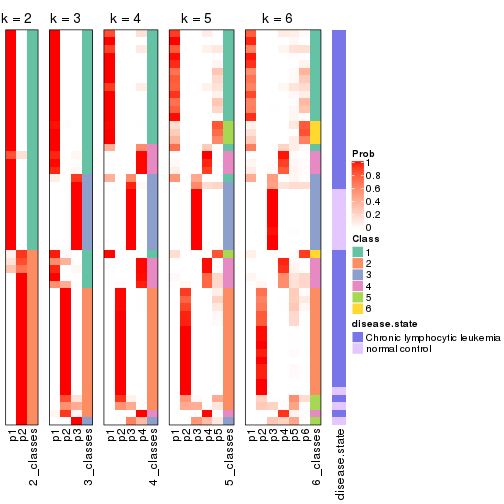 k = 2 k = 3 k = 4 k = 5 k = 6
Prob
1
0.8
0.6
0.4
0.2
0
Class
1
2
3
4
5
6
disease.state
Chronic lymphocytic leukemia
normal control
p1 p2 2_classes
p1 p2 p3 3_classes
p1 p2 p3 p4 4_classes
p1 p2 p3 p4 p5 5_classes
p1 p2 p3 p4 p5 p6 6_classes
disease.state